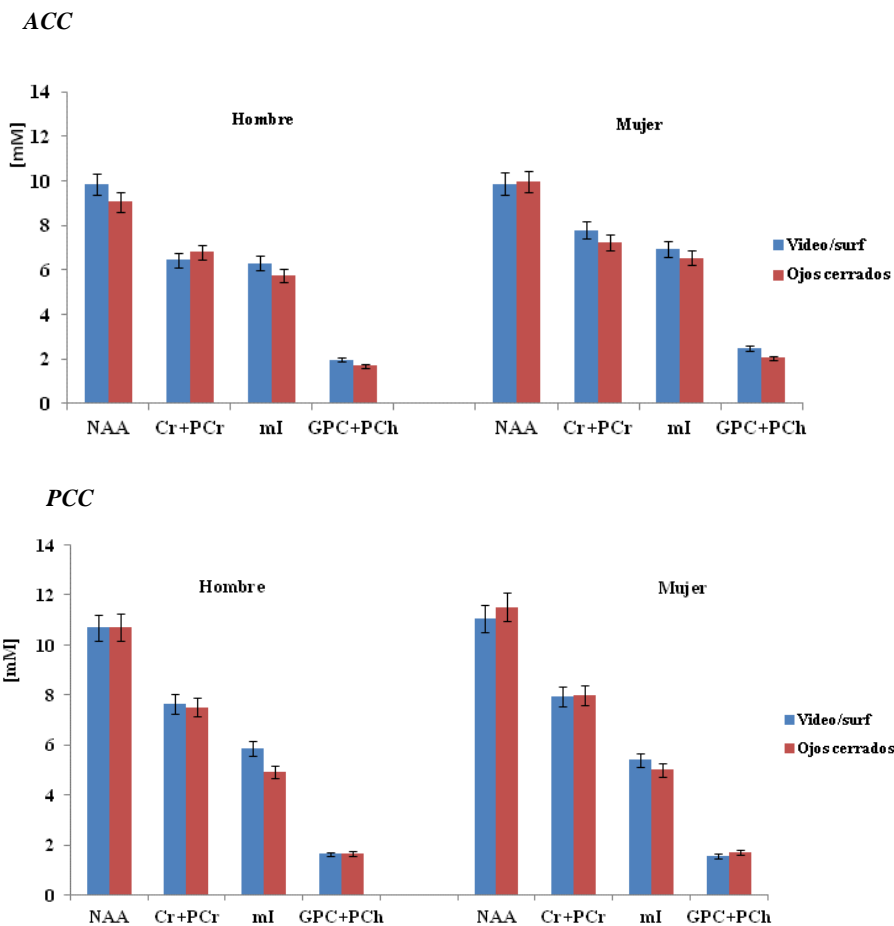 ACC
14
12
10
8
6
4
2
0
[mM]
Hombre
Mujer
Video/surf
Ojos cerrados
NAA Cr+PCr mI GPC+PCh NAA Cr+PCr mI GPC+PCh
PCC
14
12
10
8
6
4
2
0
[mM]
Hombre
Mujer
Video/surf
Ojos cerrados
NAA Cr+PCr mI GPC+PCh NAA Cr+PCr mI GPC+PCh